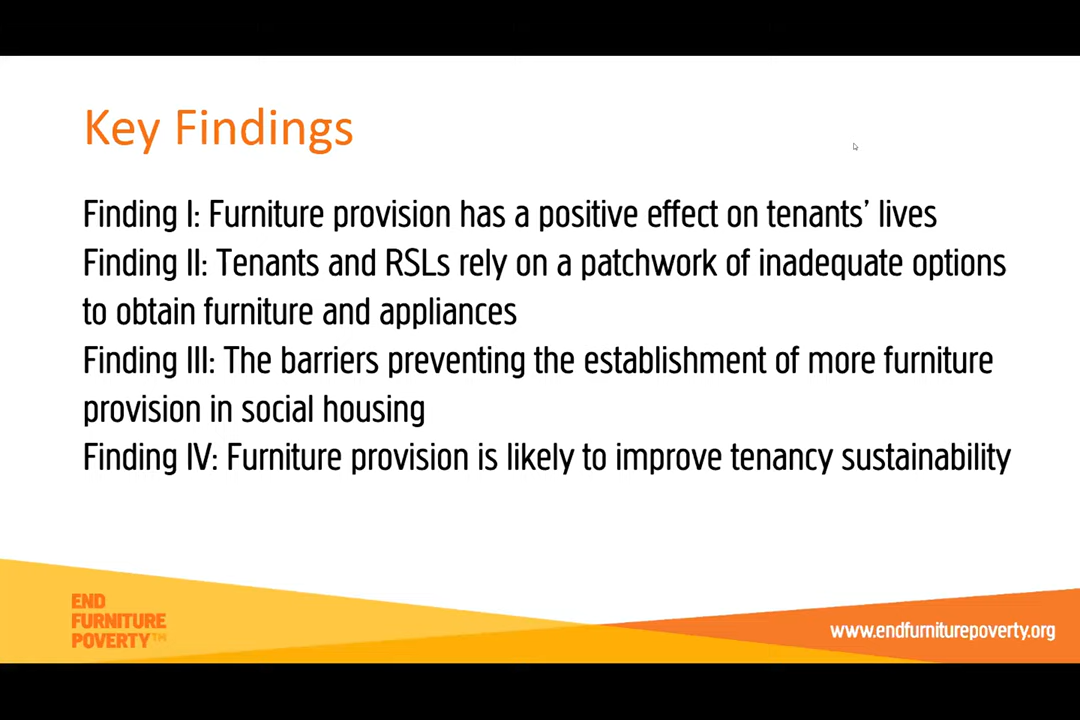 Key Findings
Finding I: Furniture provision has a positive effect on tenants’ lives
Finding II: Tenants and RSLs rely on a patchwork of inadequate options
to obtain furniture and appliances
Finding III: The barriers preventing the establishment of more furniture
provision in social housing
Finding IV: Furniture provision is likely to improve tenancy sustainability
END
FURNITURE
POVERTY™
www.endfurniturepoverty.org